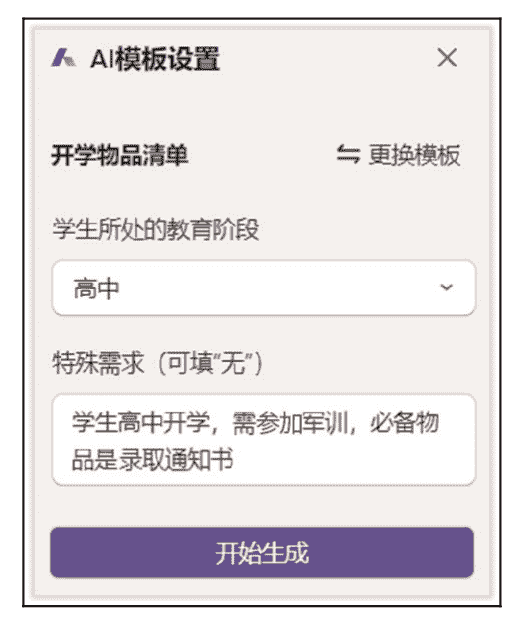 AI模板设置
开学物品清单
更换模板
学生所处的教育阶段
高中
特殊需求（可填“无”）
学生高中开学，需参加军训，必备物
品是录取通知书
开始生成